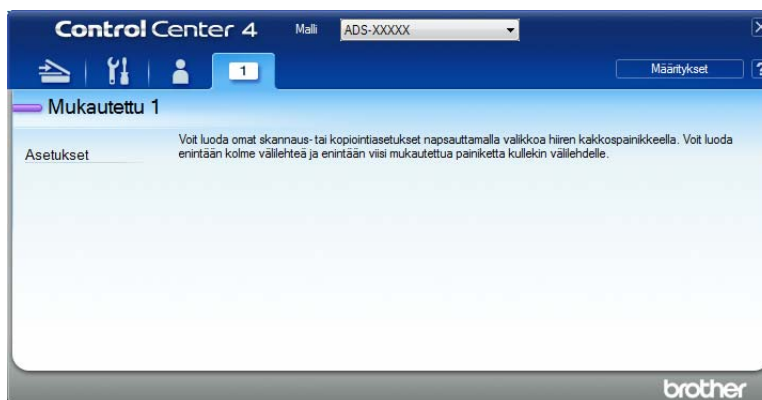 Control Center 4 Malli ADS-XXXXX
1 Määritykset ?
Mukautettu 1
Voit luoda omat skannaus- tai kopiointiasetukset napsauttamalla valikkoa hiiren kakkospainikkeella. Voit luoda
Asetukset enintään kolme välilehteä ja enintään viisi mukautettua painiketta kullekin välilehdelle.
brother